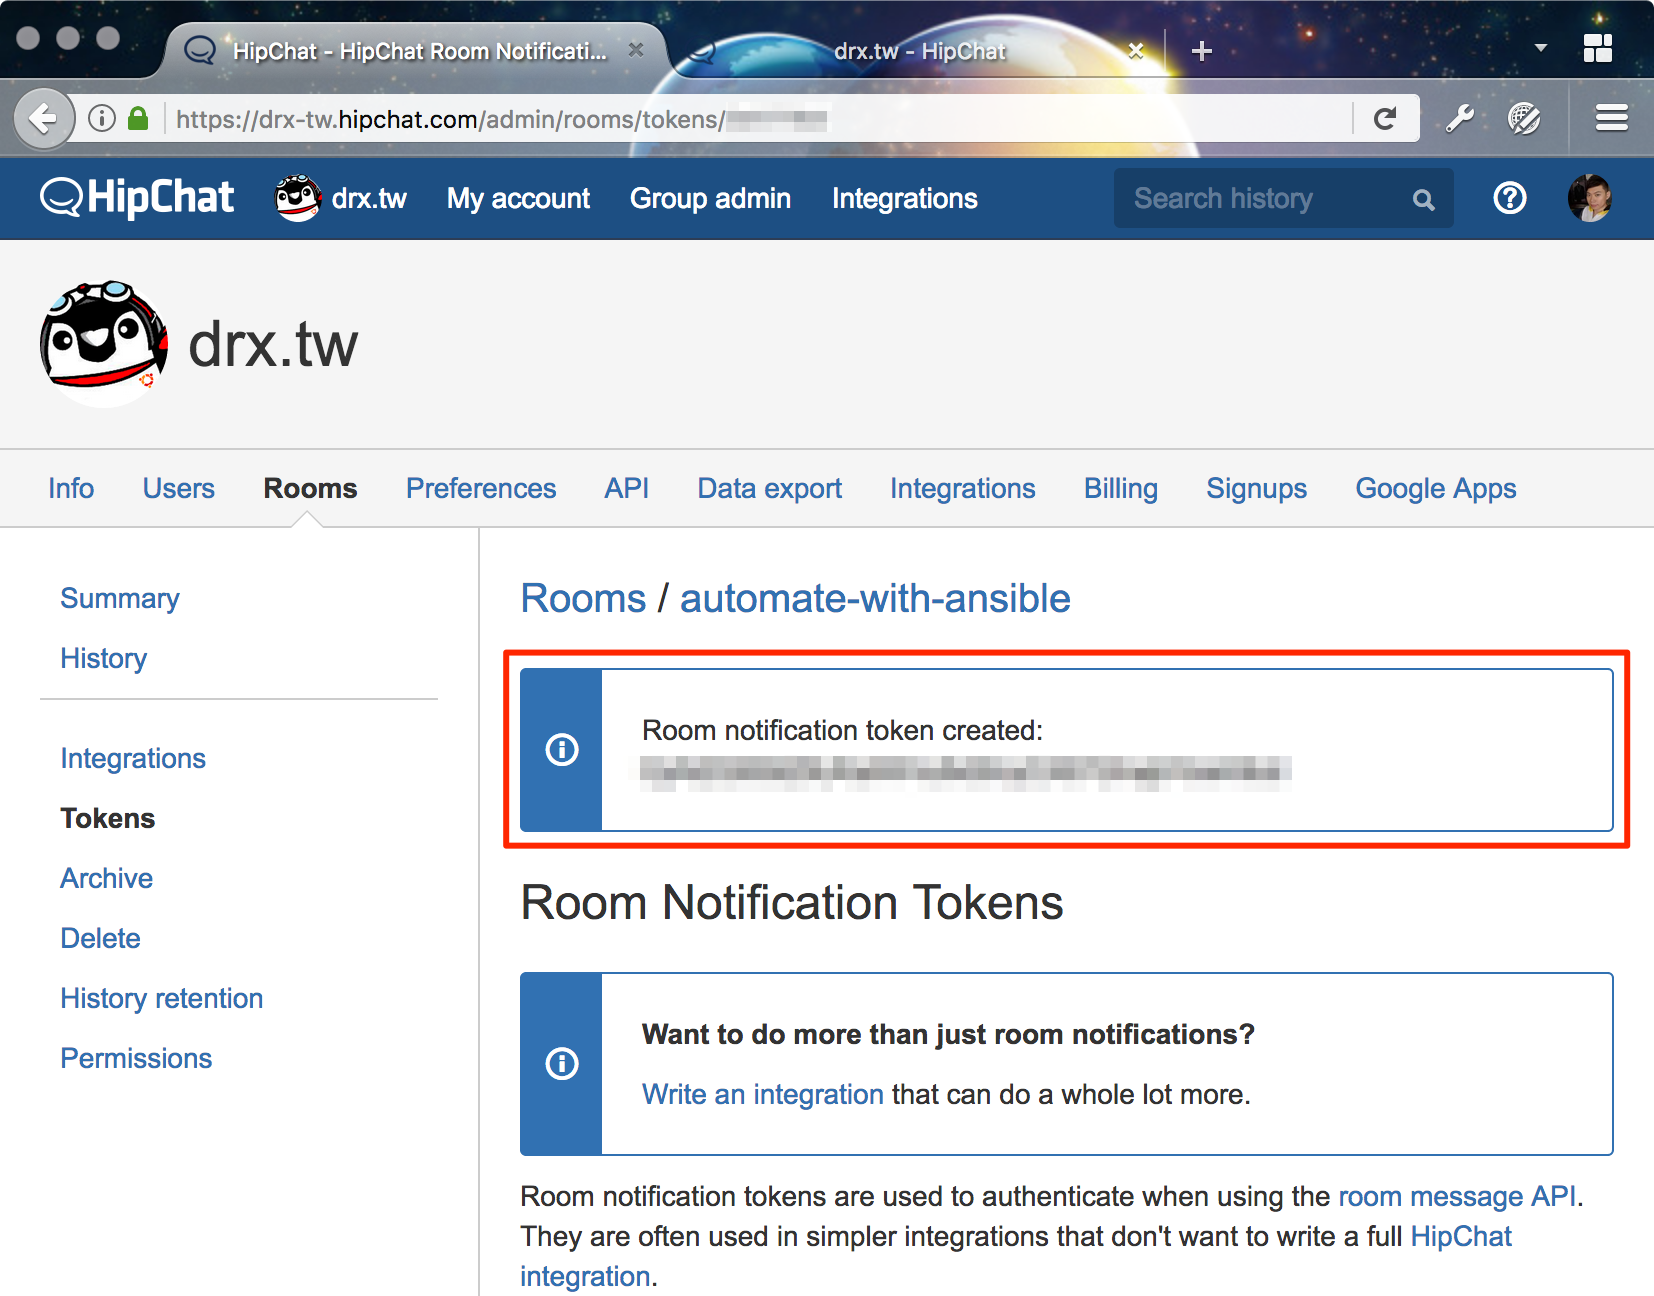 HipChat - HipChat Room Notificati...
drx.tw - HipChat
https://drx-tw.hipchat.com/admin/rooms/tokens/
HipChat drx.tw My account Group admin Integrations Search history
drx.tw
Info Users Rooms Preferences API Data export Integrations Billing Signups Google Apps
Summary
History
Integrations
Tokens
Archive
Delete
History retention
Permissions
Rooms / automate-with-ansible
Room notification token created:
Room Notification Tokens
Want to do more than just room notifications?
Write an integration that can do a whole lot more.
Room notification tokens are used to authenticate when using the room message API.
They are often used in simpler integrations that don't want to write a full HipChat
integration.